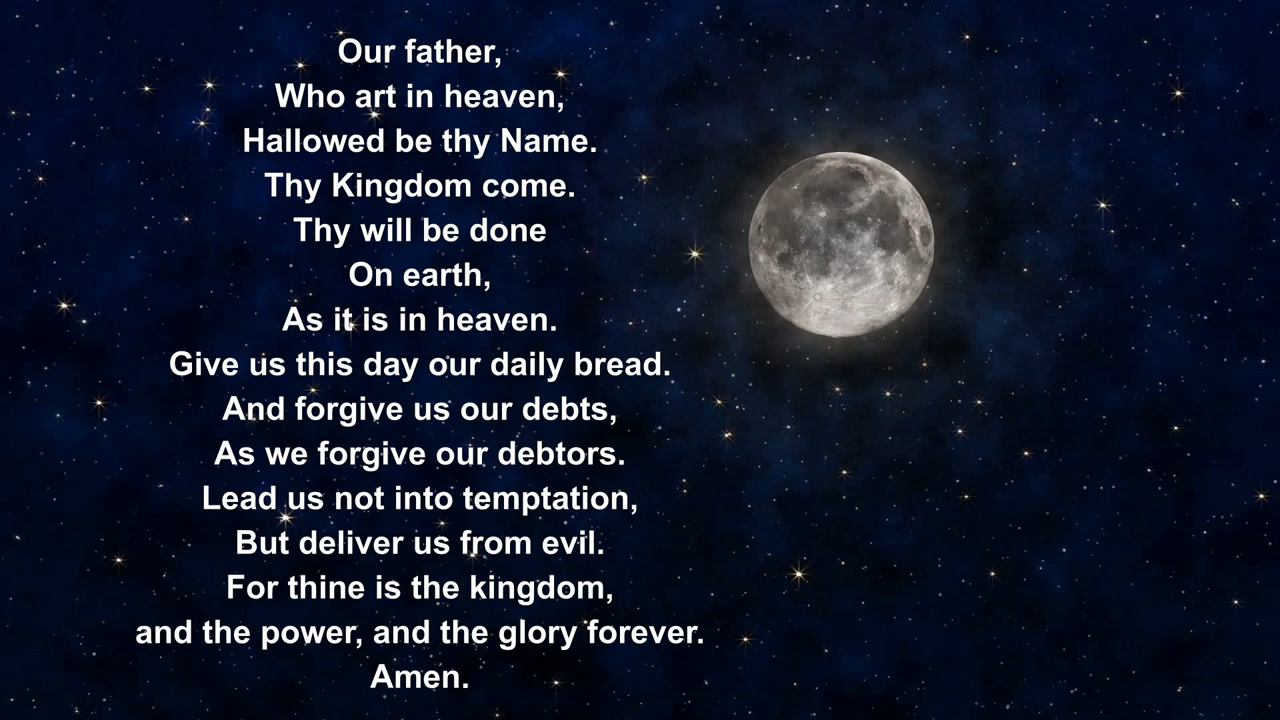 Our father,
Who art in heaven,
Hallowed be thy Name.
Thy Kingdom come.
Thy will be done
On earth,
As it is in heaven.
Give us this day our daily bread.
And forgive us our debts,
As we forgive our debtors.
Lead us not into temptation,
But deliver us from evil.
For thine is the kingdom,
and the power, and the glory forever.
Amen.